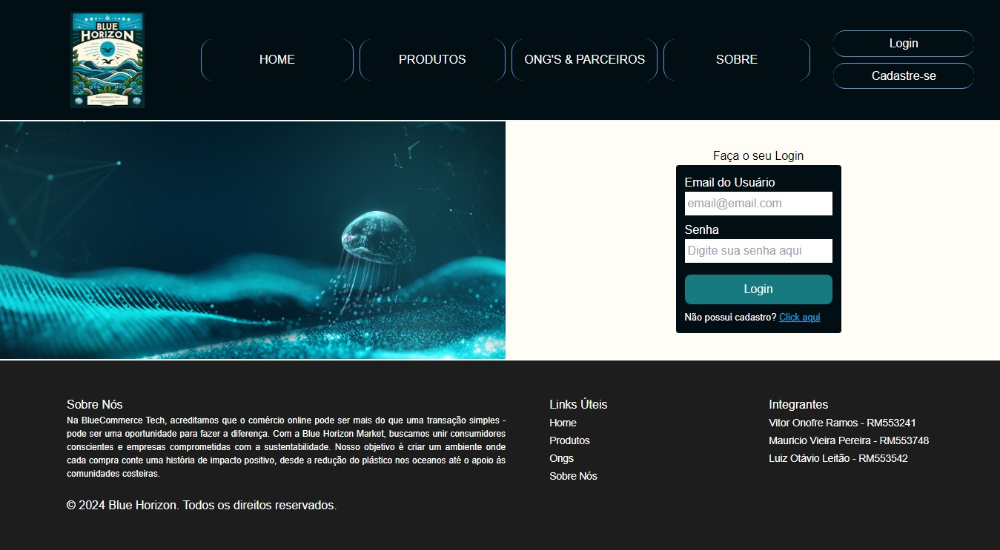 BLUE
HORIZON
BlueCommerce Tech
HOME
PRODUTOS
ONG'S & PARCEIROS
SOBRE
Login
Cadastre-se
Faça o seu Login
Email do Usuário
email@email.com
Senha
Digite sua senha aqui
Login
Não possui cadastro? Click aqui
Sobre Nós
Na BlueCommerce Tech, acreditamos que o comércio online pode ser mais do que uma transação simples -
pode ser uma oportunidade para fazer a diferença. Com a Blue Horizon Market, buscamos unir consumidores
conscientes e empresas comprometidas com a sustentabilidade. Nosso objetivo é criar um ambiente onde
cada compra conte uma história de impacto positivo, desde a redução do plástico nos oceanos até o apoio às
comunidades costeiras.
© 2024 Blue Horizon. Todos os direitos reservados.
Links Úteis
Home
Produtos
Ongs
Sobre Nós
Integrantes
Vitor Onofre Ramos - RM553241
Mauricio Vieira Pereira - RM553748
Luiz Otávio Leitão - RM553542